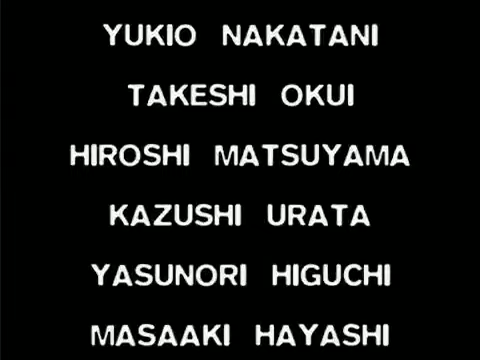 YUKIO NAKATANI
TAKESHI OKUI
HIROSHI MATSUYAMA
KAZUSHI URATA
YASUNORI HIGUCHI
MASAAKI HAYASHI